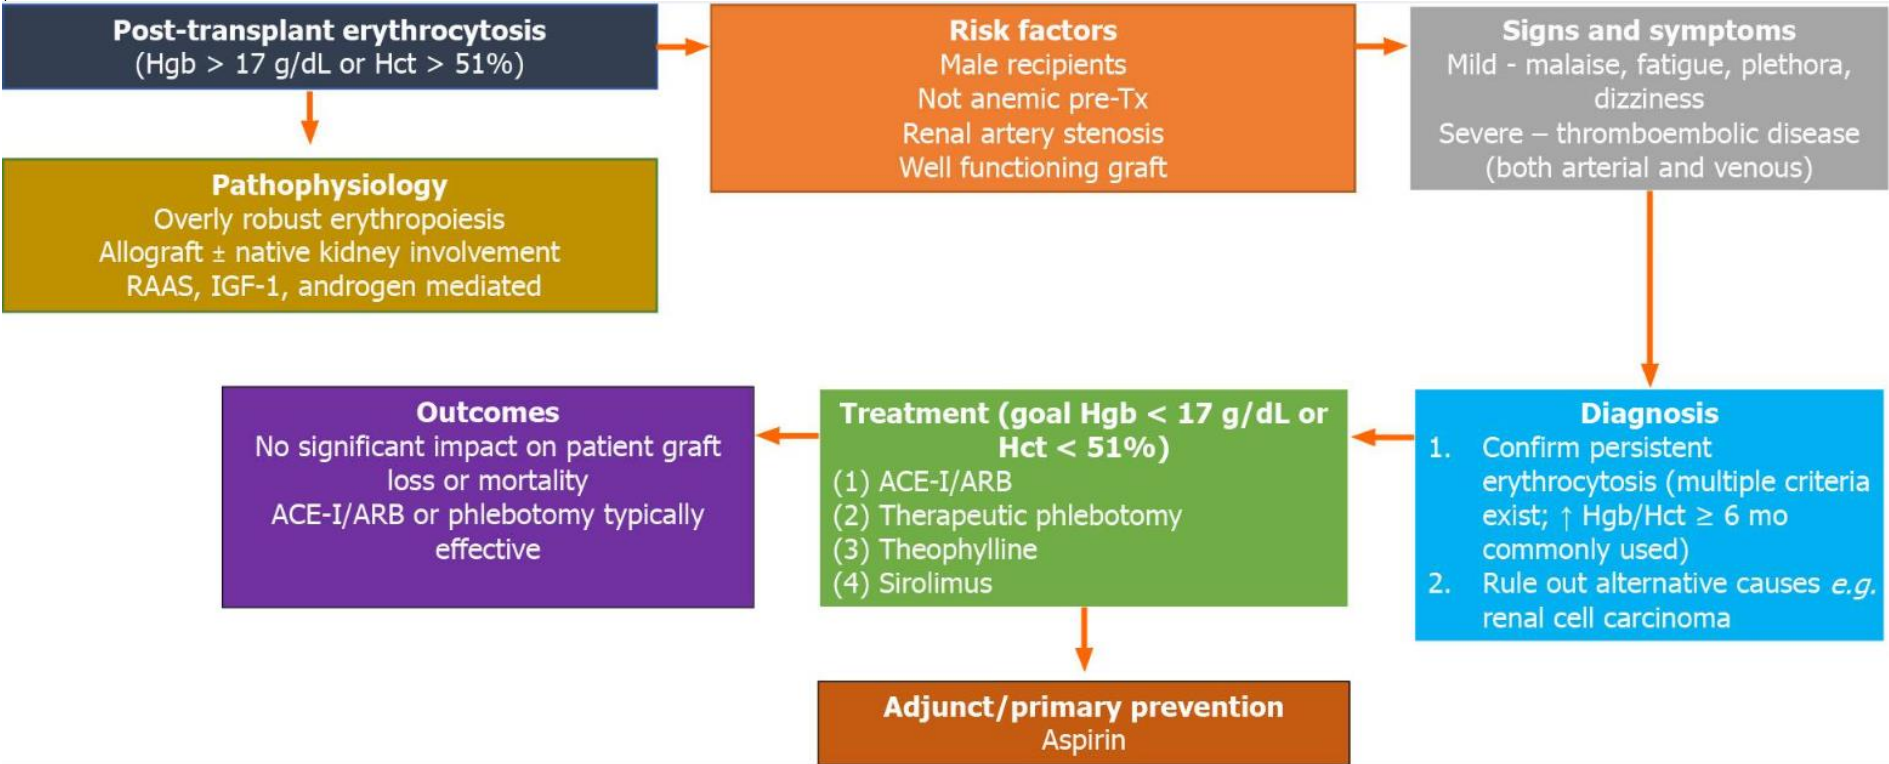 Post-transplant erythrocytosis
(Hgb > 17 g/dL or Hct > 51%)
Risk factors
Male recipients
Not anemic pre-Tx
Renal artery stenosis
Well functioning graft
Signs and symptoms
Mild - malaise, fatigue, plethora,
dizziness
Severe – thromboembolic disease
(both arterial and venous)
Pathophysiology
Overly robust erythropoiesis
Allograft ± native kidney involvement
RAAS, IGF-1, androgen mediated
Outcomes
No significant impact on patient graft
loss or mortality
ACE-I/ARB or phlebotomy typically
effective
Treatment (goal Hgb < 17 g/dL or
Hct < 51%)
(1) ACE-I/ARB
(2) Therapeutic phlebotomy
(3) Theophylline
(4) Sirolimus
Diagnosis
1. Confirm persistent
erythrocytosis (multiple criteria
exist; ↑ Hgb/Hct ≥ 6 mo
commonly used)
2. Rule out alternative causes e.g.
renal cell carcinoma
Adjunct/primary prevention
Aspirin